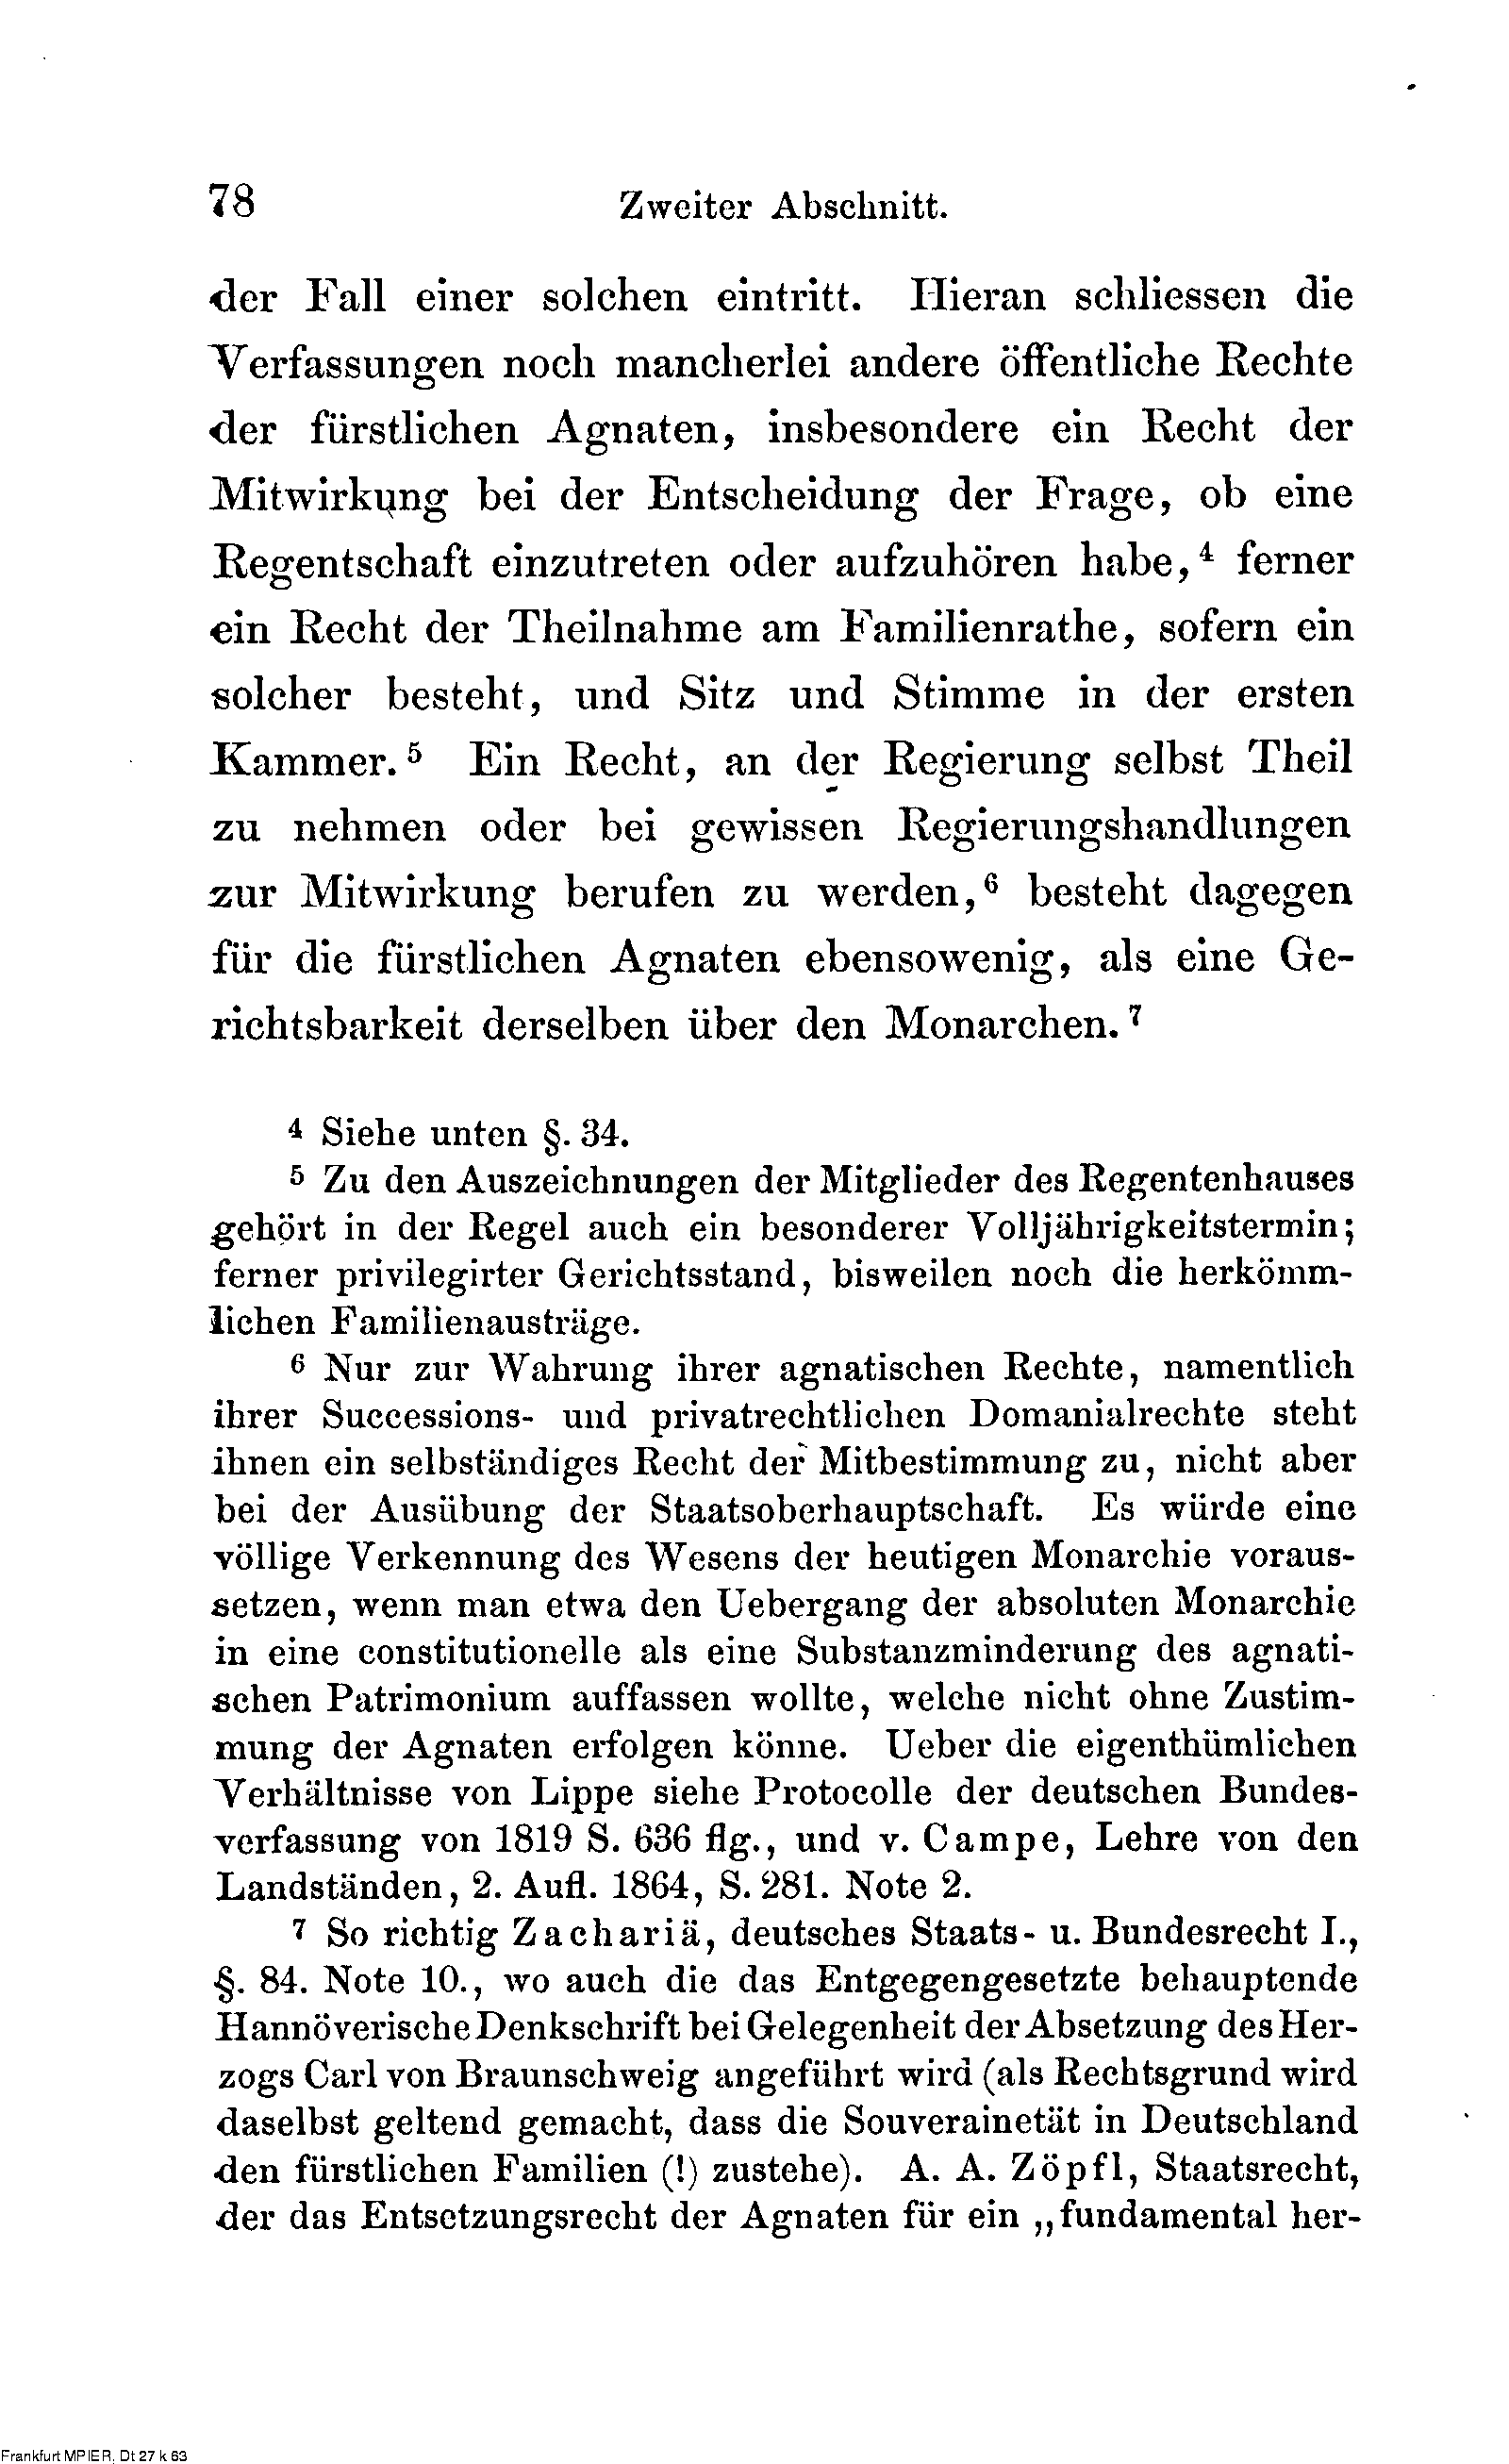 78 Zweiter Abschnitt.
der Fall einer solchen eintritt. Hieran schliessen die
Verfassungen noch mancherlei andere öffentliche Rechte
der fürstlichen Agnaten, insbesondere ein Recht der
Mitwirkung bei der Entscheidung der Frage, ob eine
Regentschaft einzutreten oder aufzuhören habe,⁴ ferner
ein Recht der Theilnahme am Familienrathe, sofern ein
solcher besteht, und Sitz und Stimme in der ersten
Kammer.⁵ Ein Recht, an der Regierung selbst Theil
zu nehmen oder bei gewissen Regierungshandlungen
zur Mitwirkung berufen zu werden,⁶ besteht dagegen
für die fürstlichen Agnaten ebensowenig, als eine Ge-
richtsbarkeit derselben über den Monarchen.⁷
⁴ Siehe unten §. 34.
⁵ Zu den Auszeichnungen der Mitglieder des Regentenhauses
gehört in der Regel auch ein besonderer Volljährigkeitstermin;
ferner privilegirter Gerichtsstand, bisweilen noch die herkömm-
lichen Familienausträge.
⁶ Nur zur Wahrung ihrer agnatischen Rechte, namentlich
ihrer Successions- und privatrechtlichen Domanialrechte steht
ihnen ein selbständiges Recht der Mitbestimmung zu, nicht aber
bei der Ausübung der Staatsoberhauptschaft. Es würde eine
völlige Verkennung des Wesens der heutigen Monarchie voraus-
setzen, wenn man etwa den Uebergang der absoluten Monarchie
in eine constitutionelle als eine Substanzminderung des agnati-
schen Patrimonium auffassen wollte, welche nicht ohne Zustim-
mung der Agnaten erfolgen könne. Ueber die eigenthümlichen
Verhältnisse von Lippe siehe Protocolle der deutschen Bundes-
verfassung von 1819 S. 636 flg., und v. Campe, Lehre von den
Landständen, 2. Aufl. 1864, S. 281. Note 2.
⁷ So richtig Zachariä, deutsches Staats- u. Bundesrecht I.,
§. 84. Note 10., wo auch die das Entgegengesetzte behauptende
Hannöverische Denkschrift bei Gelegenheit der Absetzung des Her-
zogs Carl von Braunschweig angeführt wird (als Rechtsgrund wird
daselbst geltend gemacht, dass die Souverainetät in Deutschland
den fürstlichen Familien (!) zustehe). A. A. Zöpfl, Staatsrecht,
der das Entsetzungsrecht der Agnaten für ein „fundamental her-
Frankfurt MPIER, Dt 27 k 63